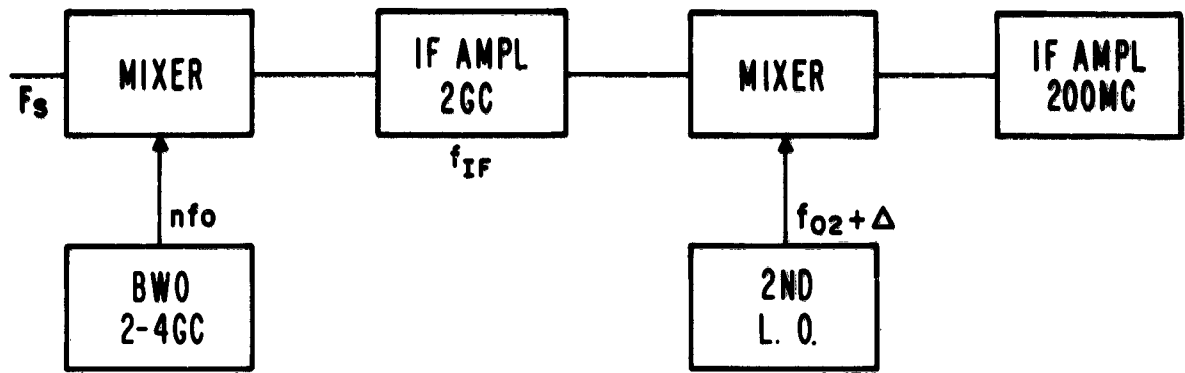 MIXER
IF AMPL
2GC
MIXER
IF AMPL
200MC
Fs
fIF
nfo
fO2 + Δ
BWO
2-4GC
2ND
L. O.